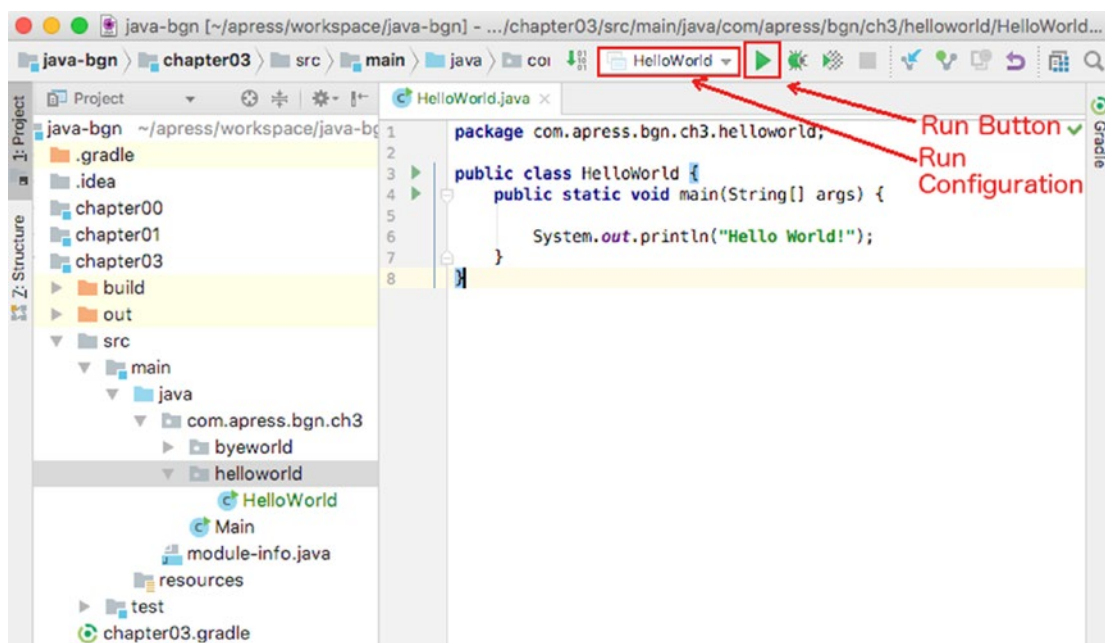 java-bgn [~/apress/workspace/java-bgn] - .../chapter03/src/main/java/com/apress/bgn/ch3/helloworld/HelloWorld...
java-bgn chapter03 src main java co HelloWorld
1: Project
Z: Structure
Project
java-bgn ~/apress/workspace/java-bg
.gradle
.idea
chapter00
chapter01
chapter03
build
out
src
main
java
com.apress.bgn.ch3
byeworld
helloworld
HelloWorld
Main
module-info.java
resources
test
chapter03.gradle
HelloWorld.java
1 package com.apress.bgn.ch3.helloworld;
2
3 public class HelloWorld {
4 public static void main(String[] args) {
5
6 System.out.println("Hello World!");
7 }
8 }
Run Button
Run
Configuration
Gradle